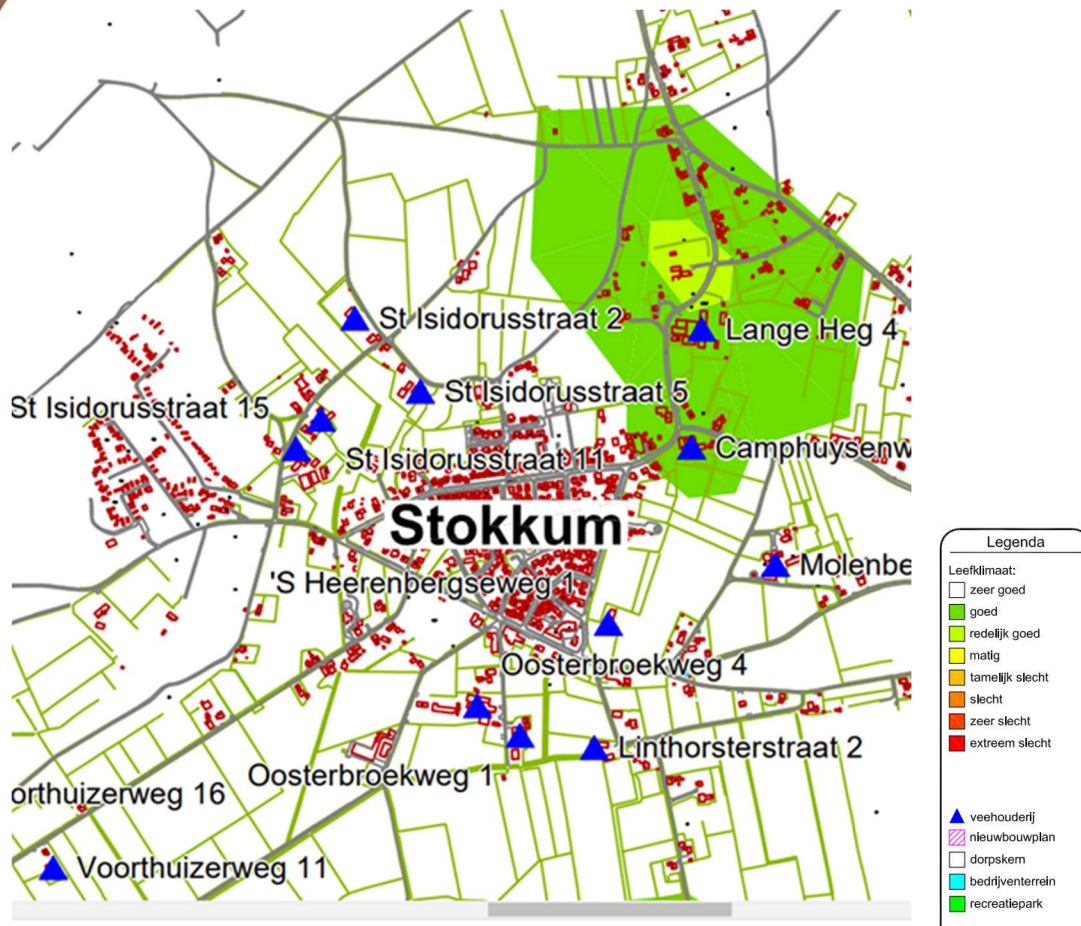 St Isidorusstraat 2
Lange Heg 4
St Isidorusstraat 5
St Isidorusstraat 15
St Isidorusstraat 11
Camphuysenw
Stokkum
Molenbe
'S Heerenbergseweg 1
Oosterbroekweg 4
Linthorsterstraat 2
Oosterbroekweg 1
orthuizerweg 16
Voorthuizerweg 11
Legenda
Leefklimaat:
zeer goed
goed
redelijk goed
matig
tamelijk slecht
slecht
zeer slecht
extreem slecht
veehouderij
nieuwbouwplan
dorpskern
bedrijventerrein
recreatiepark